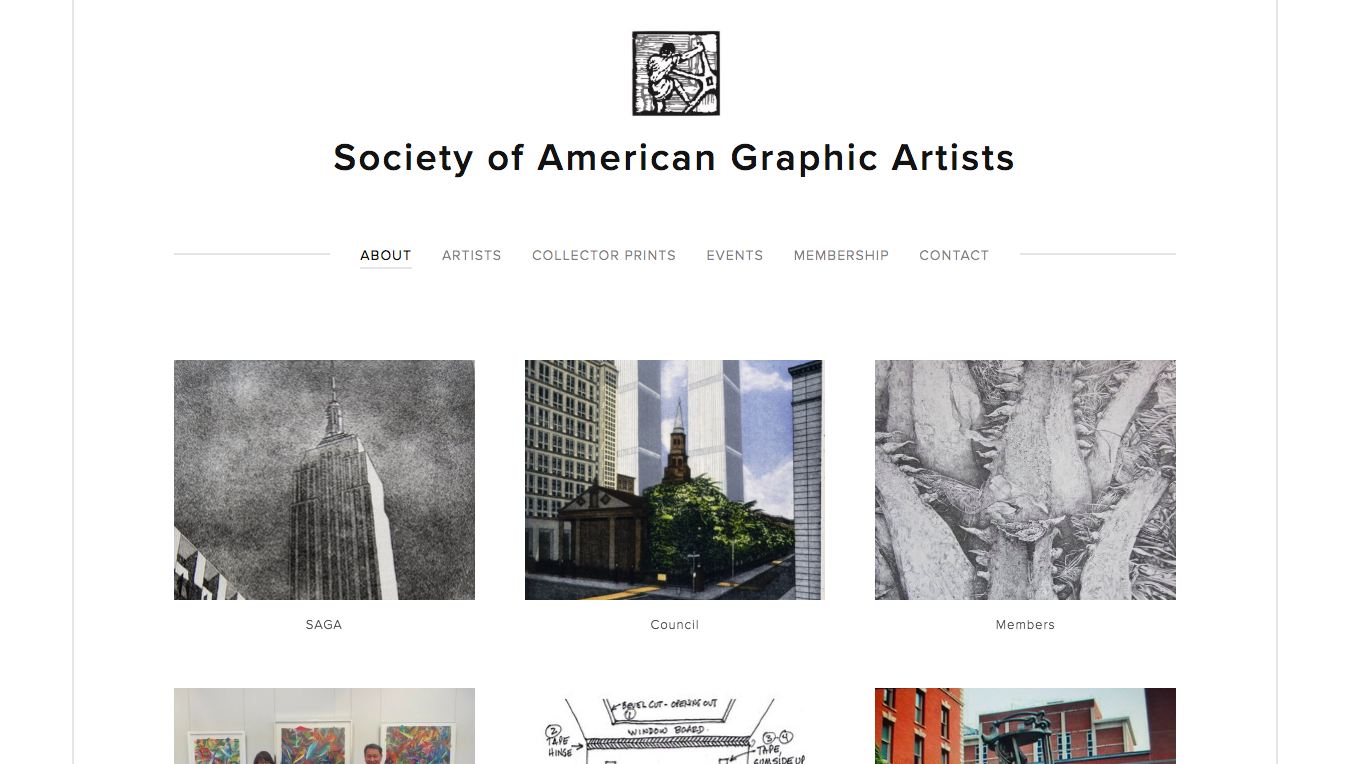 Society of American Graphic Artists
ABOUT ARTISTS COLLECTOR PRINTS EVENTS MEMBERSHIP CONTACT
SAGA Council Members
BEVEL CUT - OPENING OUT
①
WINDOW BOARD.
② ③-④
TAPE HINGE
TAPE,
GUMSIDE UP